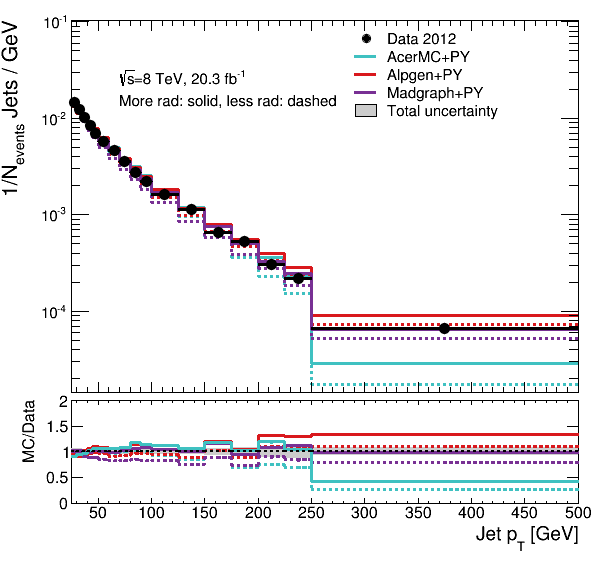 10⁻¹
10⁻²
10⁻³
10⁻⁴
1/N_events Jets / GeV
Data 2012
AcerMC+PY
Alpgen+PY
Madgraph+PY
Total uncertainty
√s=8 TeV, 20.3 fb⁻¹
More rad: solid, less rad: dashed
2
1.5
1
0.5
0
MC/Data
50 100 150 200 250 300 350 400 450 500
Jet p_T [GeV]